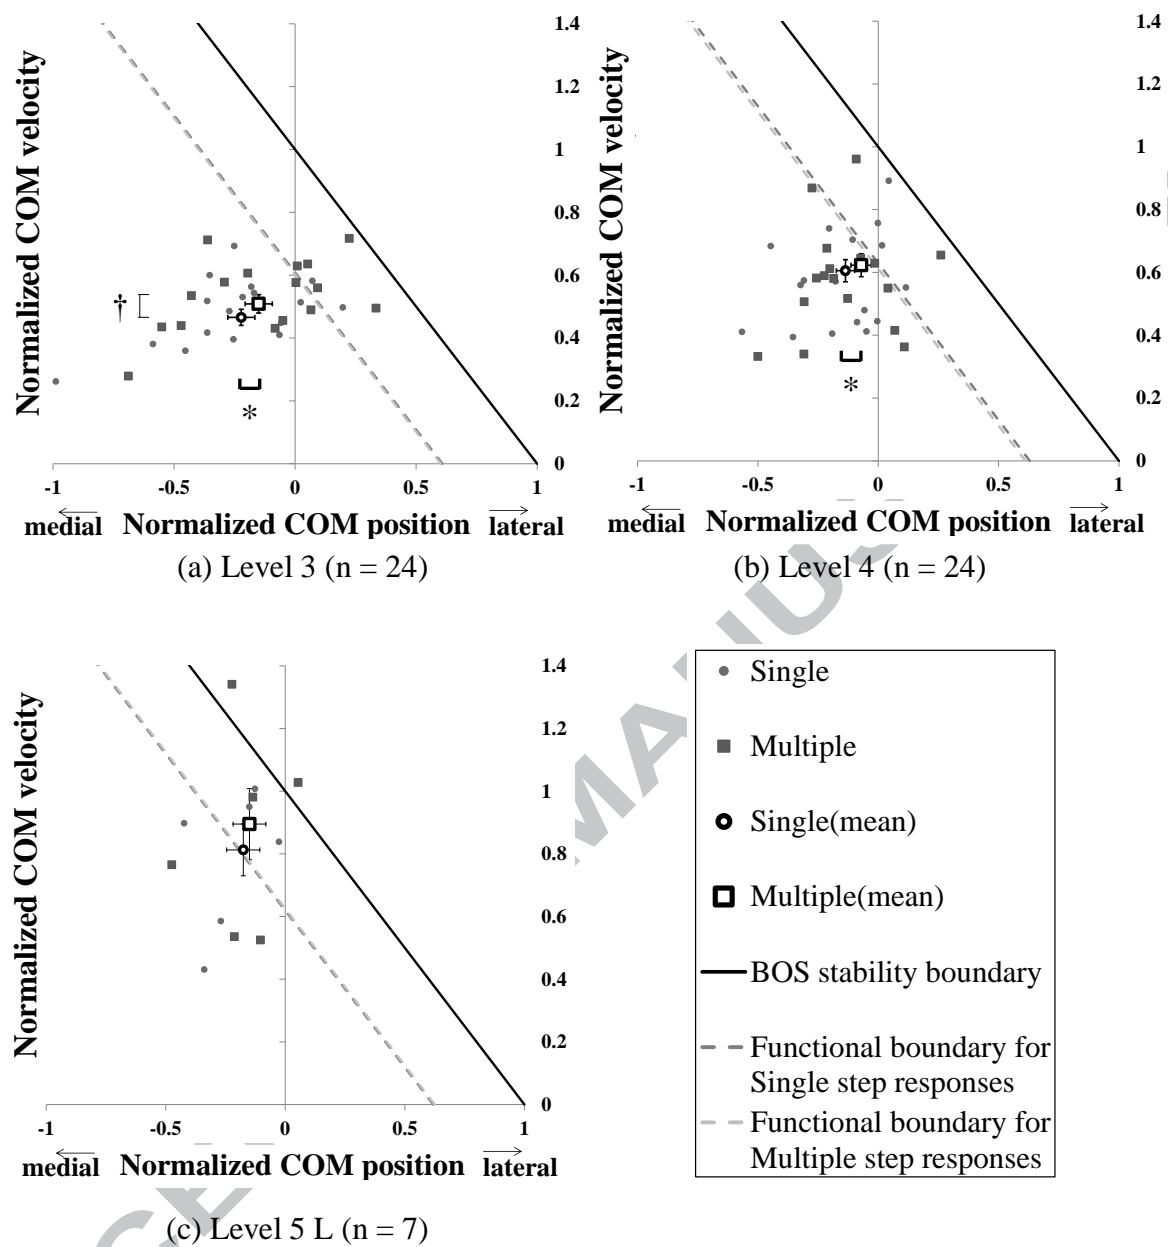 Normalized COM velocity
1.4
1.2
1
0.8
0.6
0.4
0.2
0
†
*
-1 -0.5 0 0.5 1
medial Normalized COM position lateral
(a) Level 3 (n = 24)
Normalized COM velocity
1.4
1.2
1
0.8
0.6
0.4
0.2
0
*
-1 -0.5 0 0.5 1
medial Normalized COM position lateral
(b) Level 4 (n = 24)
Normalized COM velocity
1.4
1.2
1
0.8
0.6
0.4
0.2
0
-1 -0.5 0 0.5 1
medial Normalized COM position lateral
(c) Level 5 L (n = 7)
Single
Multiple
Single(mean)
Multiple(mean)
BOS stability boundary
Functional boundary for
Single step responses
Functional boundary for
Multiple step responses